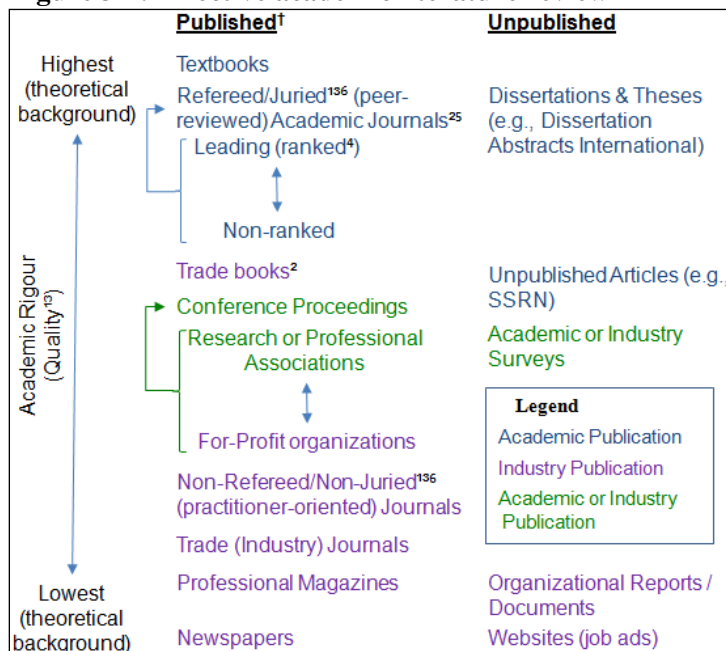 Published†
Unpublished
Highest
(theoretical
background)
Textbooks
Refereed/Juried¹³⁶ (peer-
reviewed) Academic Journals²⁵
Leading (ranked⁴)
Non-ranked
Dissertations & Theses
(e.g., Dissertation
Abstracts International)
Academic Rigour
(Quality¹³)
Trade books²
Conference Proceedings
Research or Professional
Associations
For-Profit organizations
Unpublished Articles (e.g.,
SSRN)
Academic or Industry
Surveys
Legend
Academic Publication
Industry Publication
Academic or Industry
Publication
Non-Refereed/Non-Juried¹³⁶
(practitioner-oriented) Journals
Trade (Industry) Journals
Lowest
(theoretical
background)
Professional Magazines
Newspapers
Organizational Reports /
Documents
Websites (job ads)